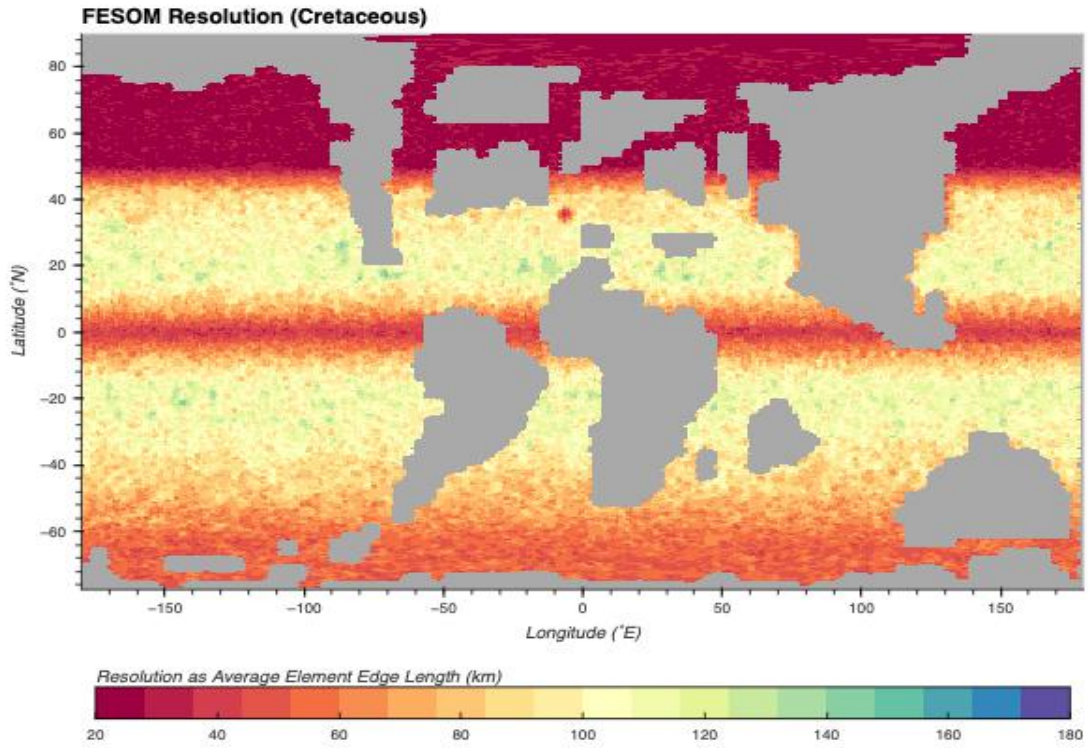 FESOM Resolution (Cretaceous)
80
60
40
20
0
−20
−40
−60
Latitude (˚N)
−150 −100 −50 0 50 100 150
Longitude (˚E)
Resolution as Average Element Edge Length (km)
20 40 60 80 100 120 140 160 180